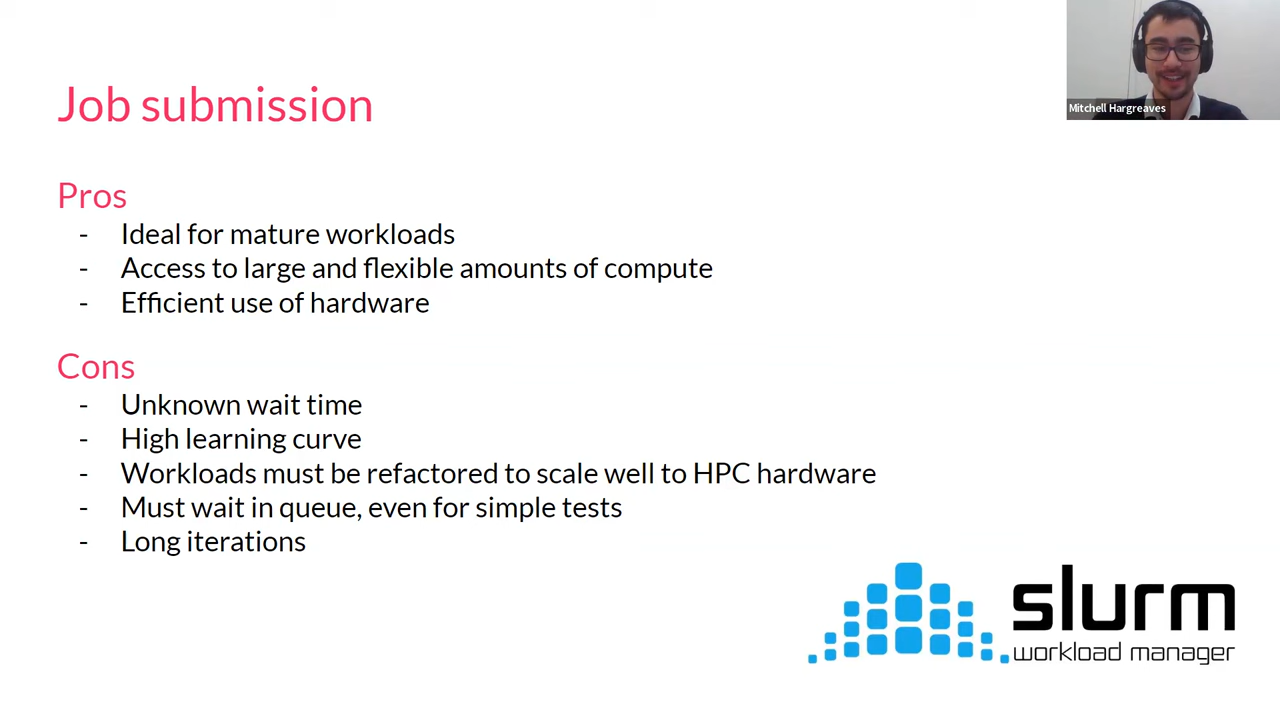 Job submission
Mitchell Hargreaves
Pros
- Ideal for mature workloads
- Access to large and flexible amounts of compute
- Efficient use of hardware
Cons
- Unknown wait time
- High learning curve
- Workloads must be refactored to scale well to HPC hardware
- Must wait in queue, even for simple tests
- Long iterations
slurm
workload manager